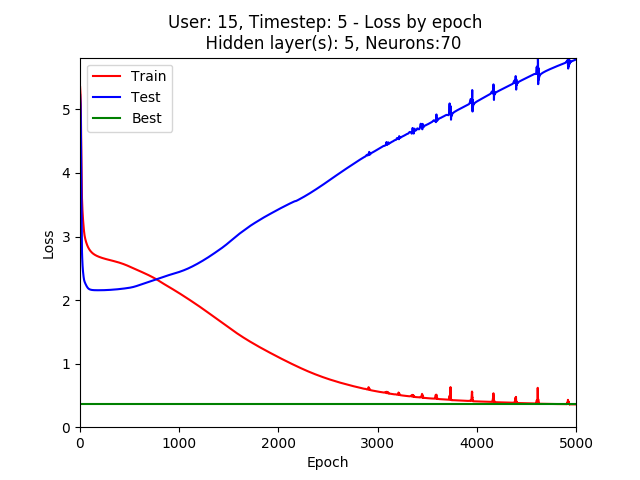 User: 15, Timestep: 5 - Loss by epoch
Hidden layer(s): 5, Neurons:70
Train
Test
Best
Loss
5
4
3
2
1
0
0 1000 2000 3000 4000 5000
Epoch